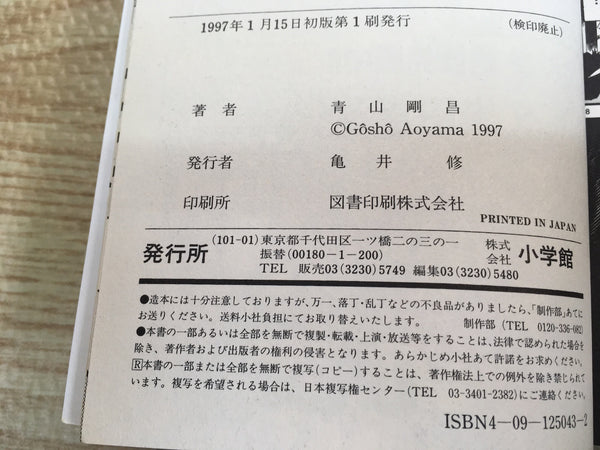 1997年1月15日初版第1刷発行 (検印廃止)
著者 青山剛昌
©Gôshô Aoyama 1997
発行者 亀井修
印刷所 図書印刷株式会社
PRINTED IN JAPAN
発行所 (101-01) 東京都千代田区一ツ橋二の三の一 株式会社 小学館
振替(00180-1-200)
TEL 販売03(3230)5749 編集03(3230)5480
●造本には十分注意しておりますが、万一、落丁・乱丁などの不良品がありましたら、「制作部」あてに
お送りください。送料小社負担にてお取り替えいたします。 制作部(TEL 0120-336-082)
●本書の一部あるいは全部を無断で複製・転載・上演・放送等をすることは、法律で認められた場合を
除き、著作者および出版者の権利の侵害となります。あらかじめ小社あて許諾をお求めください。
R本書の一部または全部を無断で複写(コピー)することは、著作権法上での例外を除き禁じられて
います。複写を希望される場合は、日本複写権センター(TEL 03-3401-2382)にご連絡ください。
ISBN4-09-125043-2